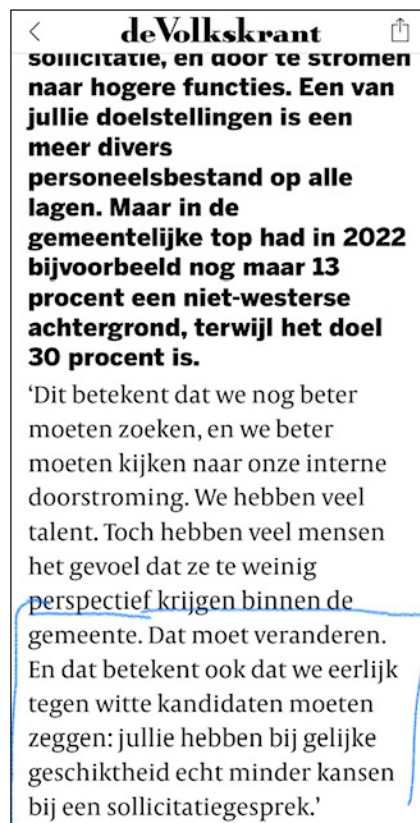 deVolkskrant
sollicitatie, en door te stromen
naar hogere functies. Een van
jullie doelstellingen is een
meer divers
personeelsbestand op alle
lagen. Maar in de
gemeentelijke top had in 2022
bijvoorbeeld nog maar 13
procent een niet-westerse
achtergrond, terwijl het doel
30 procent is.
‘Dit betekent dat we nog beter
moeten zoeken, en we beter
moeten kijken naar onze interne
doorstroming. We hebben veel
talent. Toch hebben veel mensen
het gevoel dat ze te weinig
perspectief krijgen binnen de
gemeente. Dat moet veranderen.
En dat betekent ook dat we eerlijk
tegen witte kandidaten moeten
zeggen: jullie hebben bij gelijke
geschiktheid echt minder kansen
bij een sollicitatiegesprek.’